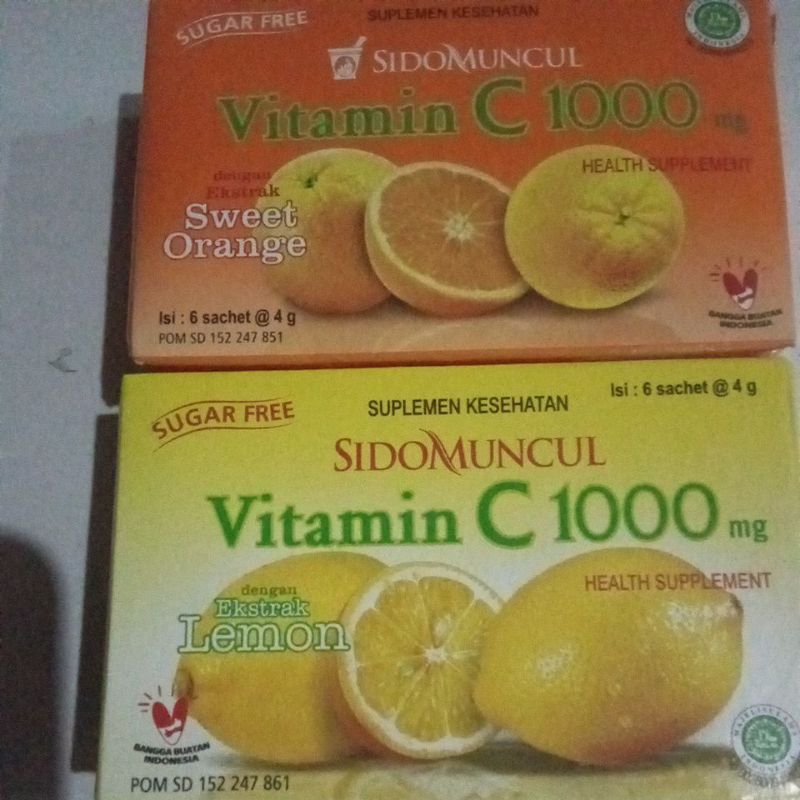 SUGAR FREE
SUPLEMEN KESEHATAN
SIDOMUNCUL
Vitamin C 1000 mg
HEALTH SUPPLEMENT
dengan
Ekstrak
Sweet
Orange
Isi : 6 sachet @ 4 g
POM SD 152 247 851
BANGGA BUATAN
INDONESIA
SUGAR FREE
SUPLEMEN KESEHATAN
Isi : 6 sachet @ 4 g
SIDOMUNCUL
Vitamin C 1000 mg
HEALTH SUPPLEMENT
dengan
Ekstrak
Lemon
BANGGA BUATAN
INDONESIA
POM SD 152 247 861